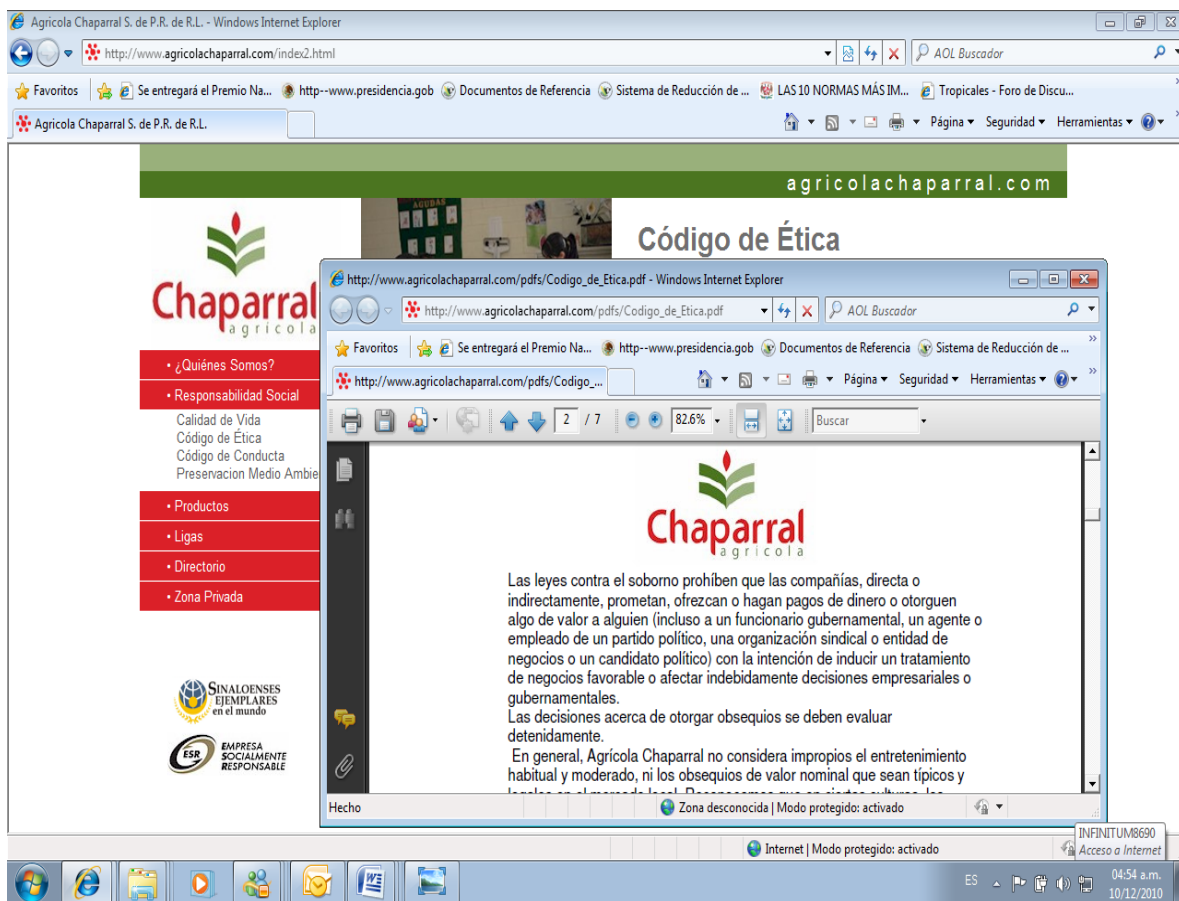 Agricola Chaparral S. de P.R. de R.L. - Windows Internet Explorer
http://www.agricolachaparral.com/index2.html
AOL Buscador
Favoritos
Se entregará el Premio Na...
http--www.presidencia.gob
Documentos de Referencia
Sistema de Reducción de ...
LAS 10 NORMAS MÁS IM...
Tropicales - Foro de Discu...
Agricola Chaparral S. de P.R. de R.L.
Página
Seguridad
Herramientas
agricolachaparral.com
AGUDAS
Código de Ética
Chaparral
agrícola
• ¿Quiénes Somos?
• Responsabilidad Social
Calidad de Vida
Código de Ética
Código de Conducta
Preservacion Medio Ambie
• Productos
• Ligas
• Directorio
• Zona Privada
SINALOENSES
EJEMPLARES
en el mundo
ESR
EMPRESA
SOCIALMENTE
RESPONSABLE
http://www.agricolachaparral.com/pdfs/Codigo_de_Etica.pdf - Windows Internet Explorer
http://www.agricolachaparral.com/pdfs/Codigo_de_Etica.pdf
AOL Buscador
Favoritos
Se entregará el Premio Na...
http--www.presidencia.gob
Documentos de Referencia
Sistema de Reducción de ...
http://www.agricolachaparral.com/pdfs/Codigo_...
Página
Seguridad
Herramientas
2 / 7
82.6%
Buscar
Chaparral
agrícola
Las leyes contra el soborno prohíben que las compañías, directa o
indirectamente, prometan, ofrezcan o hagan pagos de dinero o otorguen
algo de valor a alguien (incluso a un funcionario gubernamental, un agente o
empleado de un partido político, una organización sindical o entidad de
negocios o un candidato político) con la intención de inducir un tratamiento
de negocios favorable o afectar indebidamente decisiones empresariales o
gubernamentales.
Las decisiones acerca de otorgar obsequios se deben evaluar
detenidamente.
En general, Agrícola Chaparral no considera impropios el entretenimiento
habitual y moderado, ni los obsequios de valor nominal que sean típicos y
legales en el mercado local. Reconocemos que en ciertas culturas, los
Hecho
Zona desconocida | Modo protegido: activado
Internet | Modo protegido: activado
INFINITUM8690
Acceso a Internet
ES
04:54 a.m.
10/12/2010